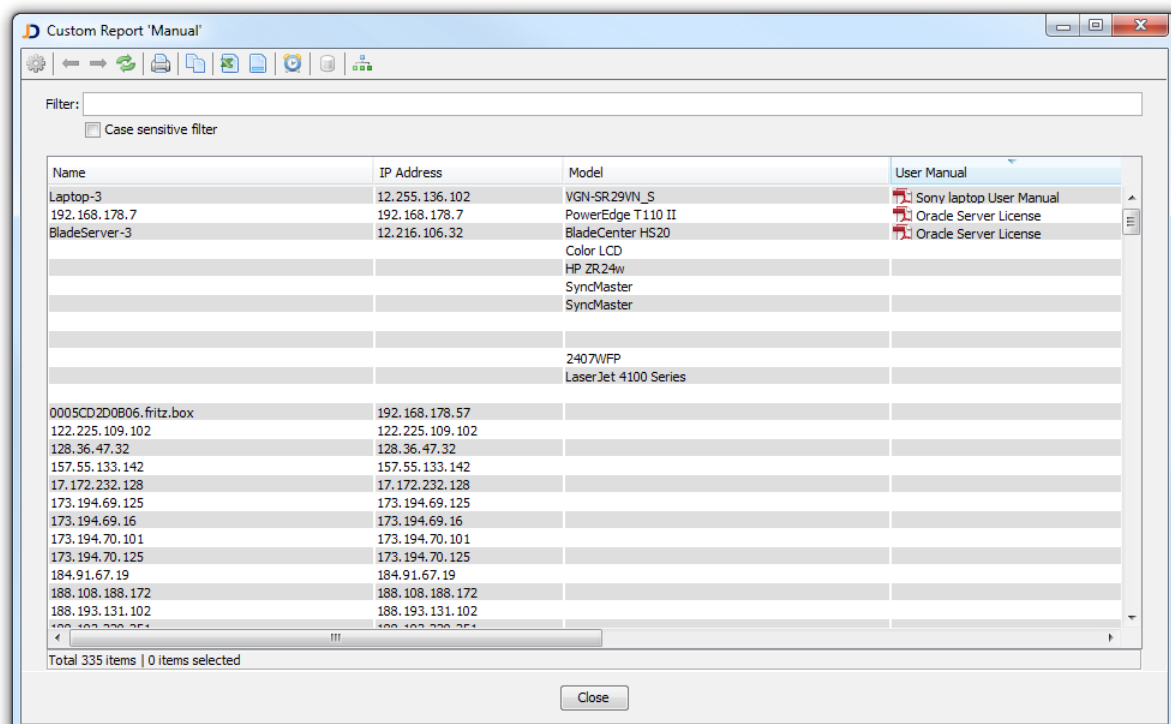 Custom Report 'Manual'
Filter:
Case sensitive filter
Name IP Address Model User Manual
Laptop-3 12.255.136.102 VGN-SR29VN_S Sony laptop User Manual
192.168.178.7 192.168.178.7 PowerEdge T110 II Oracle Server License
BladeServer-3 12.216.106.32 BladeCenter HS20 Oracle Server License
Color LCD
HP ZR24w
SyncMaster
SyncMaster
2407WFP
LaserJet 4100 Series
0005CD2D0B06.fritz.box 192.168.178.57
122.225.109.102 122.225.109.102
128.36.47.32 128.36.47.32
157.55.133.142 157.55.133.142
17.172.232.128 17.172.232.128
173.194.69.125 173.194.69.125
173.194.69.16 173.194.69.16
173.194.70.101 173.194.70.101
173.194.70.125 173.194.70.125
184.91.67.19 184.91.67.19
188.108.188.172 188.108.188.172
188.193.131.102 188.193.131.102
Total 335 items | 0 items selected
Close